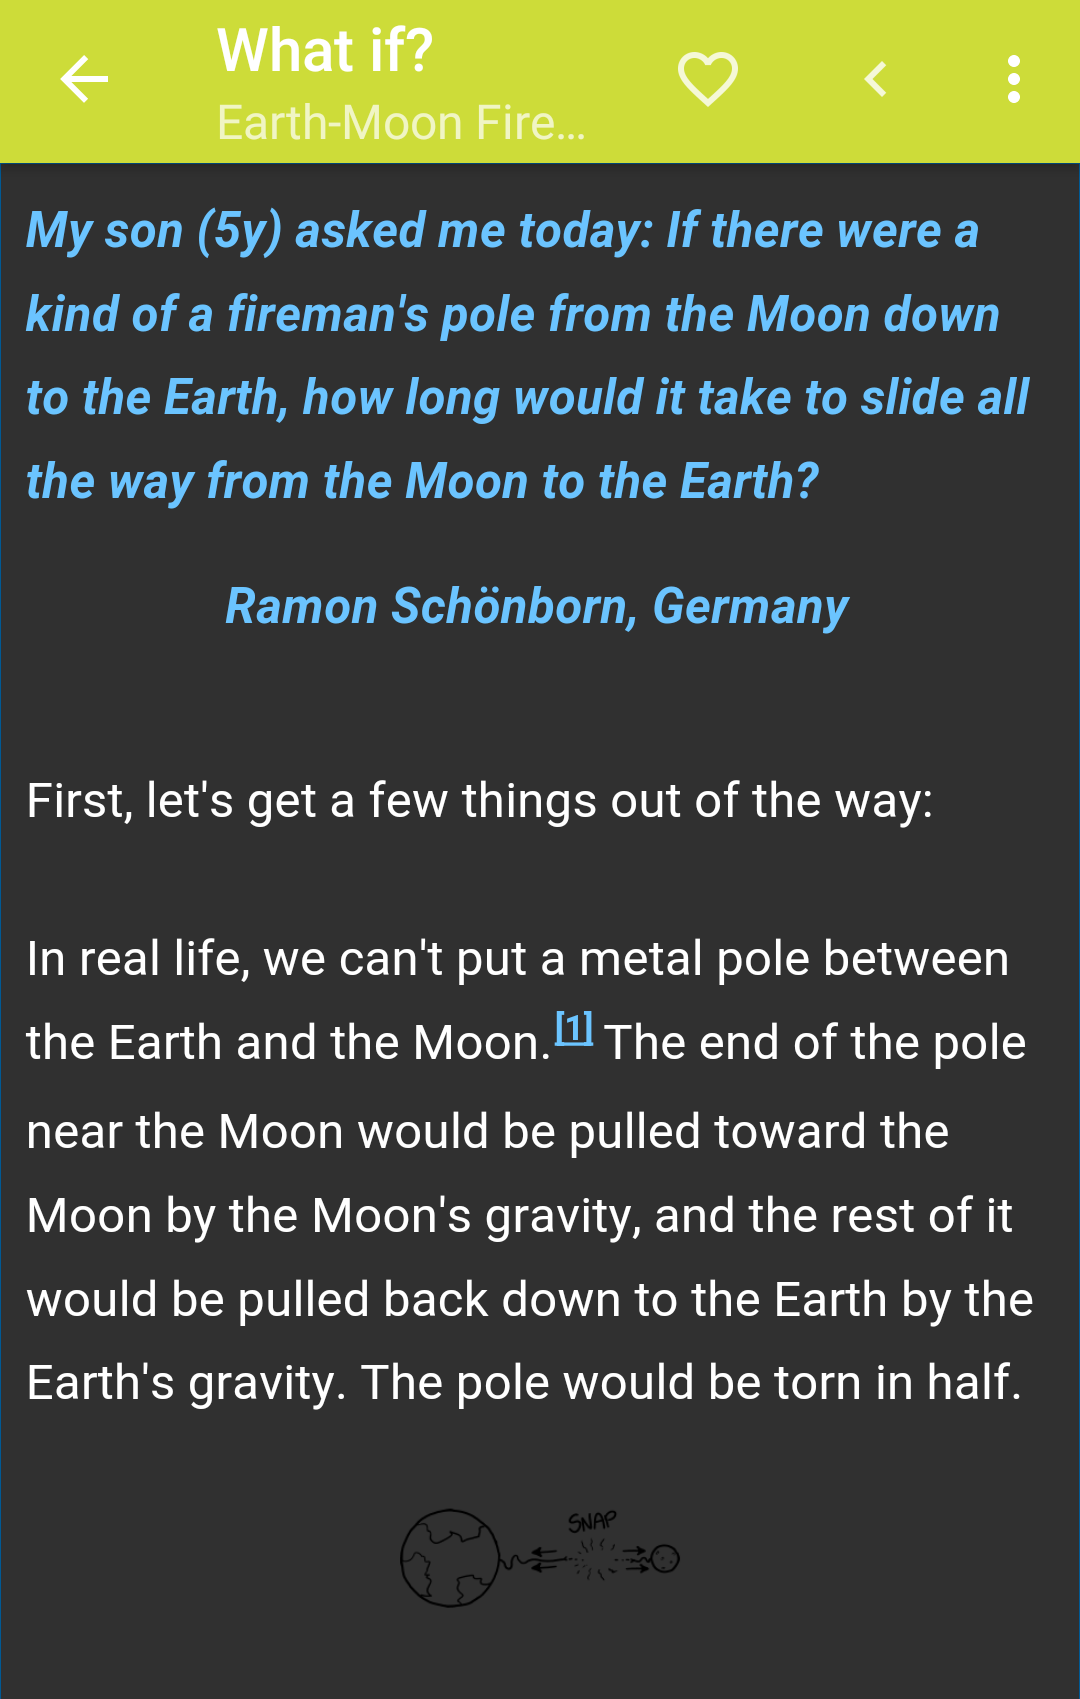 What if?
Earth-Moon Fire...
My son (5y) asked me today: If there were a
kind of a fireman's pole from the Moon down
to the Earth, how long would it take to slide all
the way from the Moon to the Earth?
Ramon Schönborn, Germany
First, let's get a few things out of the way:
In real life, we can't put a metal pole between
the Earth and the Moon.[1] The end of the pole
near the Moon would be pulled toward the
Moon by the Moon's gravity, and the rest of it
would be pulled back down to the Earth by the
Earth's gravity. The pole would be torn in half.
SNAP